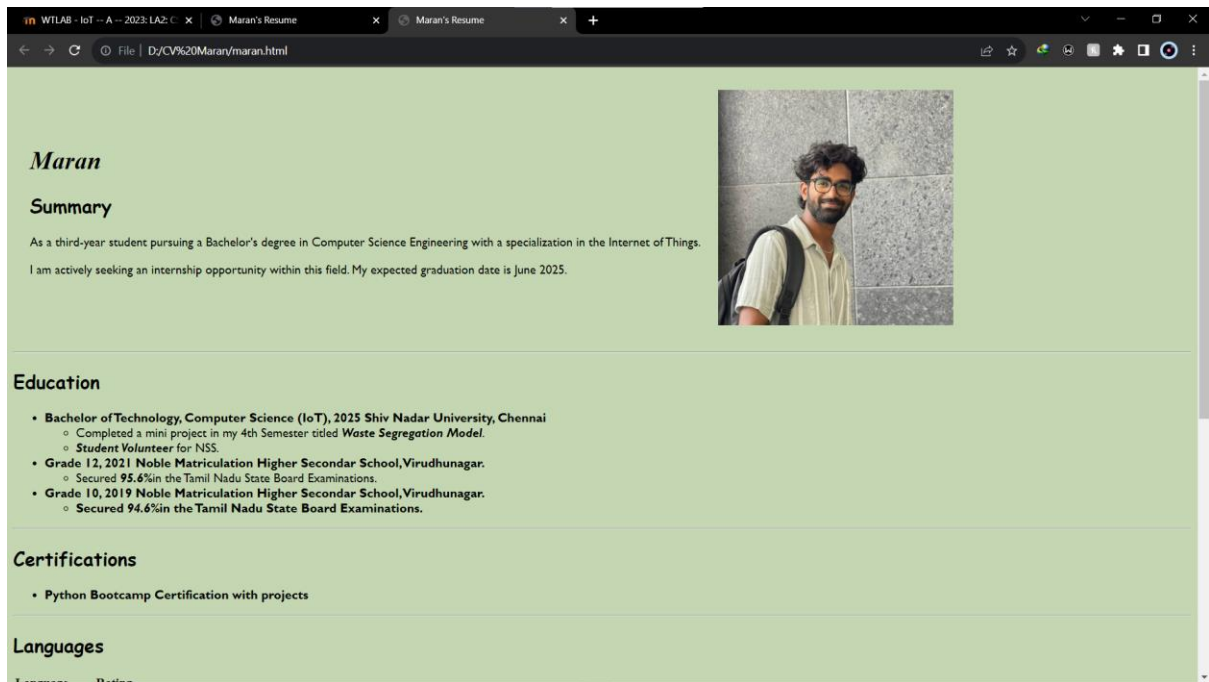 WTLAB - IoT -- A -- 2023: LA2: C
Maran's Resume
Maran's Resume
File | D:/CV%20Maran/maran.html
Maran
Summary
As a third-year student pursuing a Bachelor's degree in Computer Science Engineering with a specialization in the Internet of Things.
I am actively seeking an internship opportunity within this field. My expected graduation date is June 2025.
Education
• Bachelor of Technology, Computer Science (IoT), 2025 Shiv Nadar University, Chennai
◦ Completed a mini project in my 4th Semester titled Waste Segregation Model.
◦ Student Volunteer for NSS.
• Grade 12, 2021 Noble Matriculation Higher Secondar School,Virudhunagar.
◦ Secured 95.6%in the Tamil Nadu State Board Examinations.
• Grade 10, 2019 Noble Matriculation Higher Secondar School,Virudhunagar.
◦ Secured 94.6%in the Tamil Nadu State Board Examinations.
Certifications
• Python Bootcamp Certification with projects
Languages
Language Rating